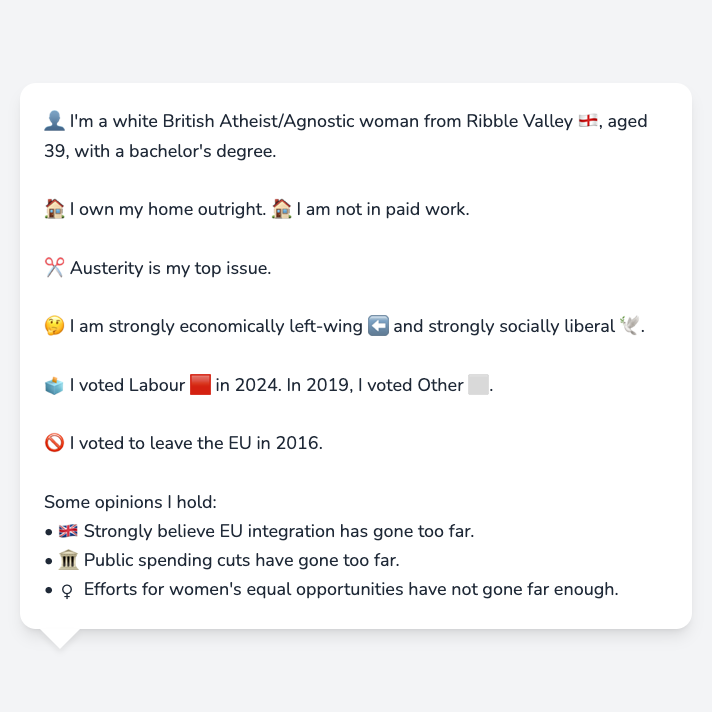 👤 I'm a white British Atheist/Agnostic woman from Ribble Valley 🏴󠁧󠁢󠁥󠁮󠁧󠁿, aged
39, with a bachelor's degree.
🏠 I own my home outright. 🏠 I am not in paid work.
✂️ Austerity is my top issue.
🤔 I am strongly economically left-wing ⬅️ and strongly socially liberal 🕊️.
🗳️ I voted Labour 🟥 in 2024. In 2019, I voted Other ⬜.
🚫 I voted to leave the EU in 2016.
Some opinions I hold:
• 🇬🇧 Strongly believe EU integration has gone too far.
• 🏛️ Public spending cuts have gone too far.
• ♀ Efforts for women's equal opportunities have not gone far enough.